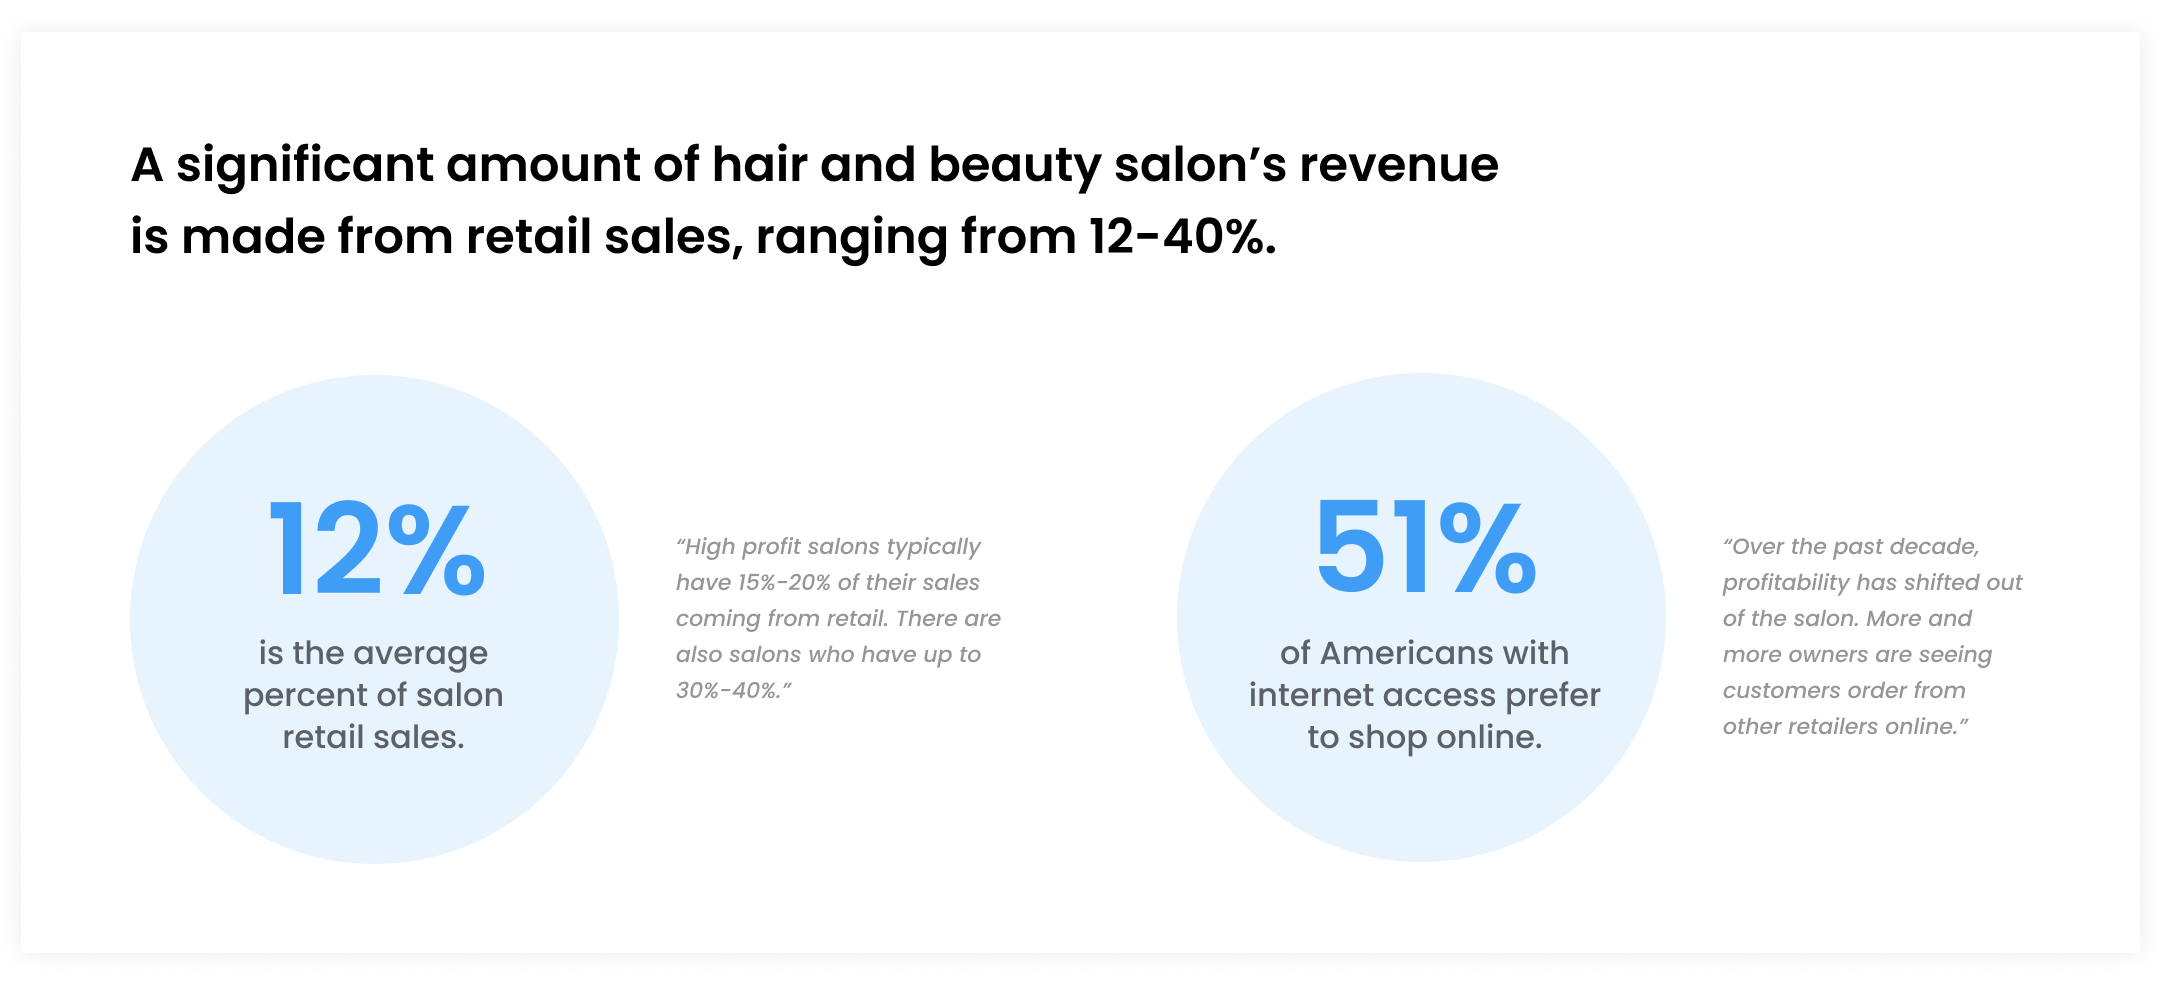 A significant amount of hair and beauty salon’s revenue
is made from retail sales, ranging from 12-40%.
12%
is the average
percent of salon
retail sales.
“High profit salons typically
have 15%-20% of their sales
coming from retail. There are
also salons who have up to
30%-40%.”
51%
of Americans with
internet access prefer
to shop online.
“Over the past decade,
profitability has shifted out
of the salon. More and
more owners are seeing
customers order from
other retailers online.”